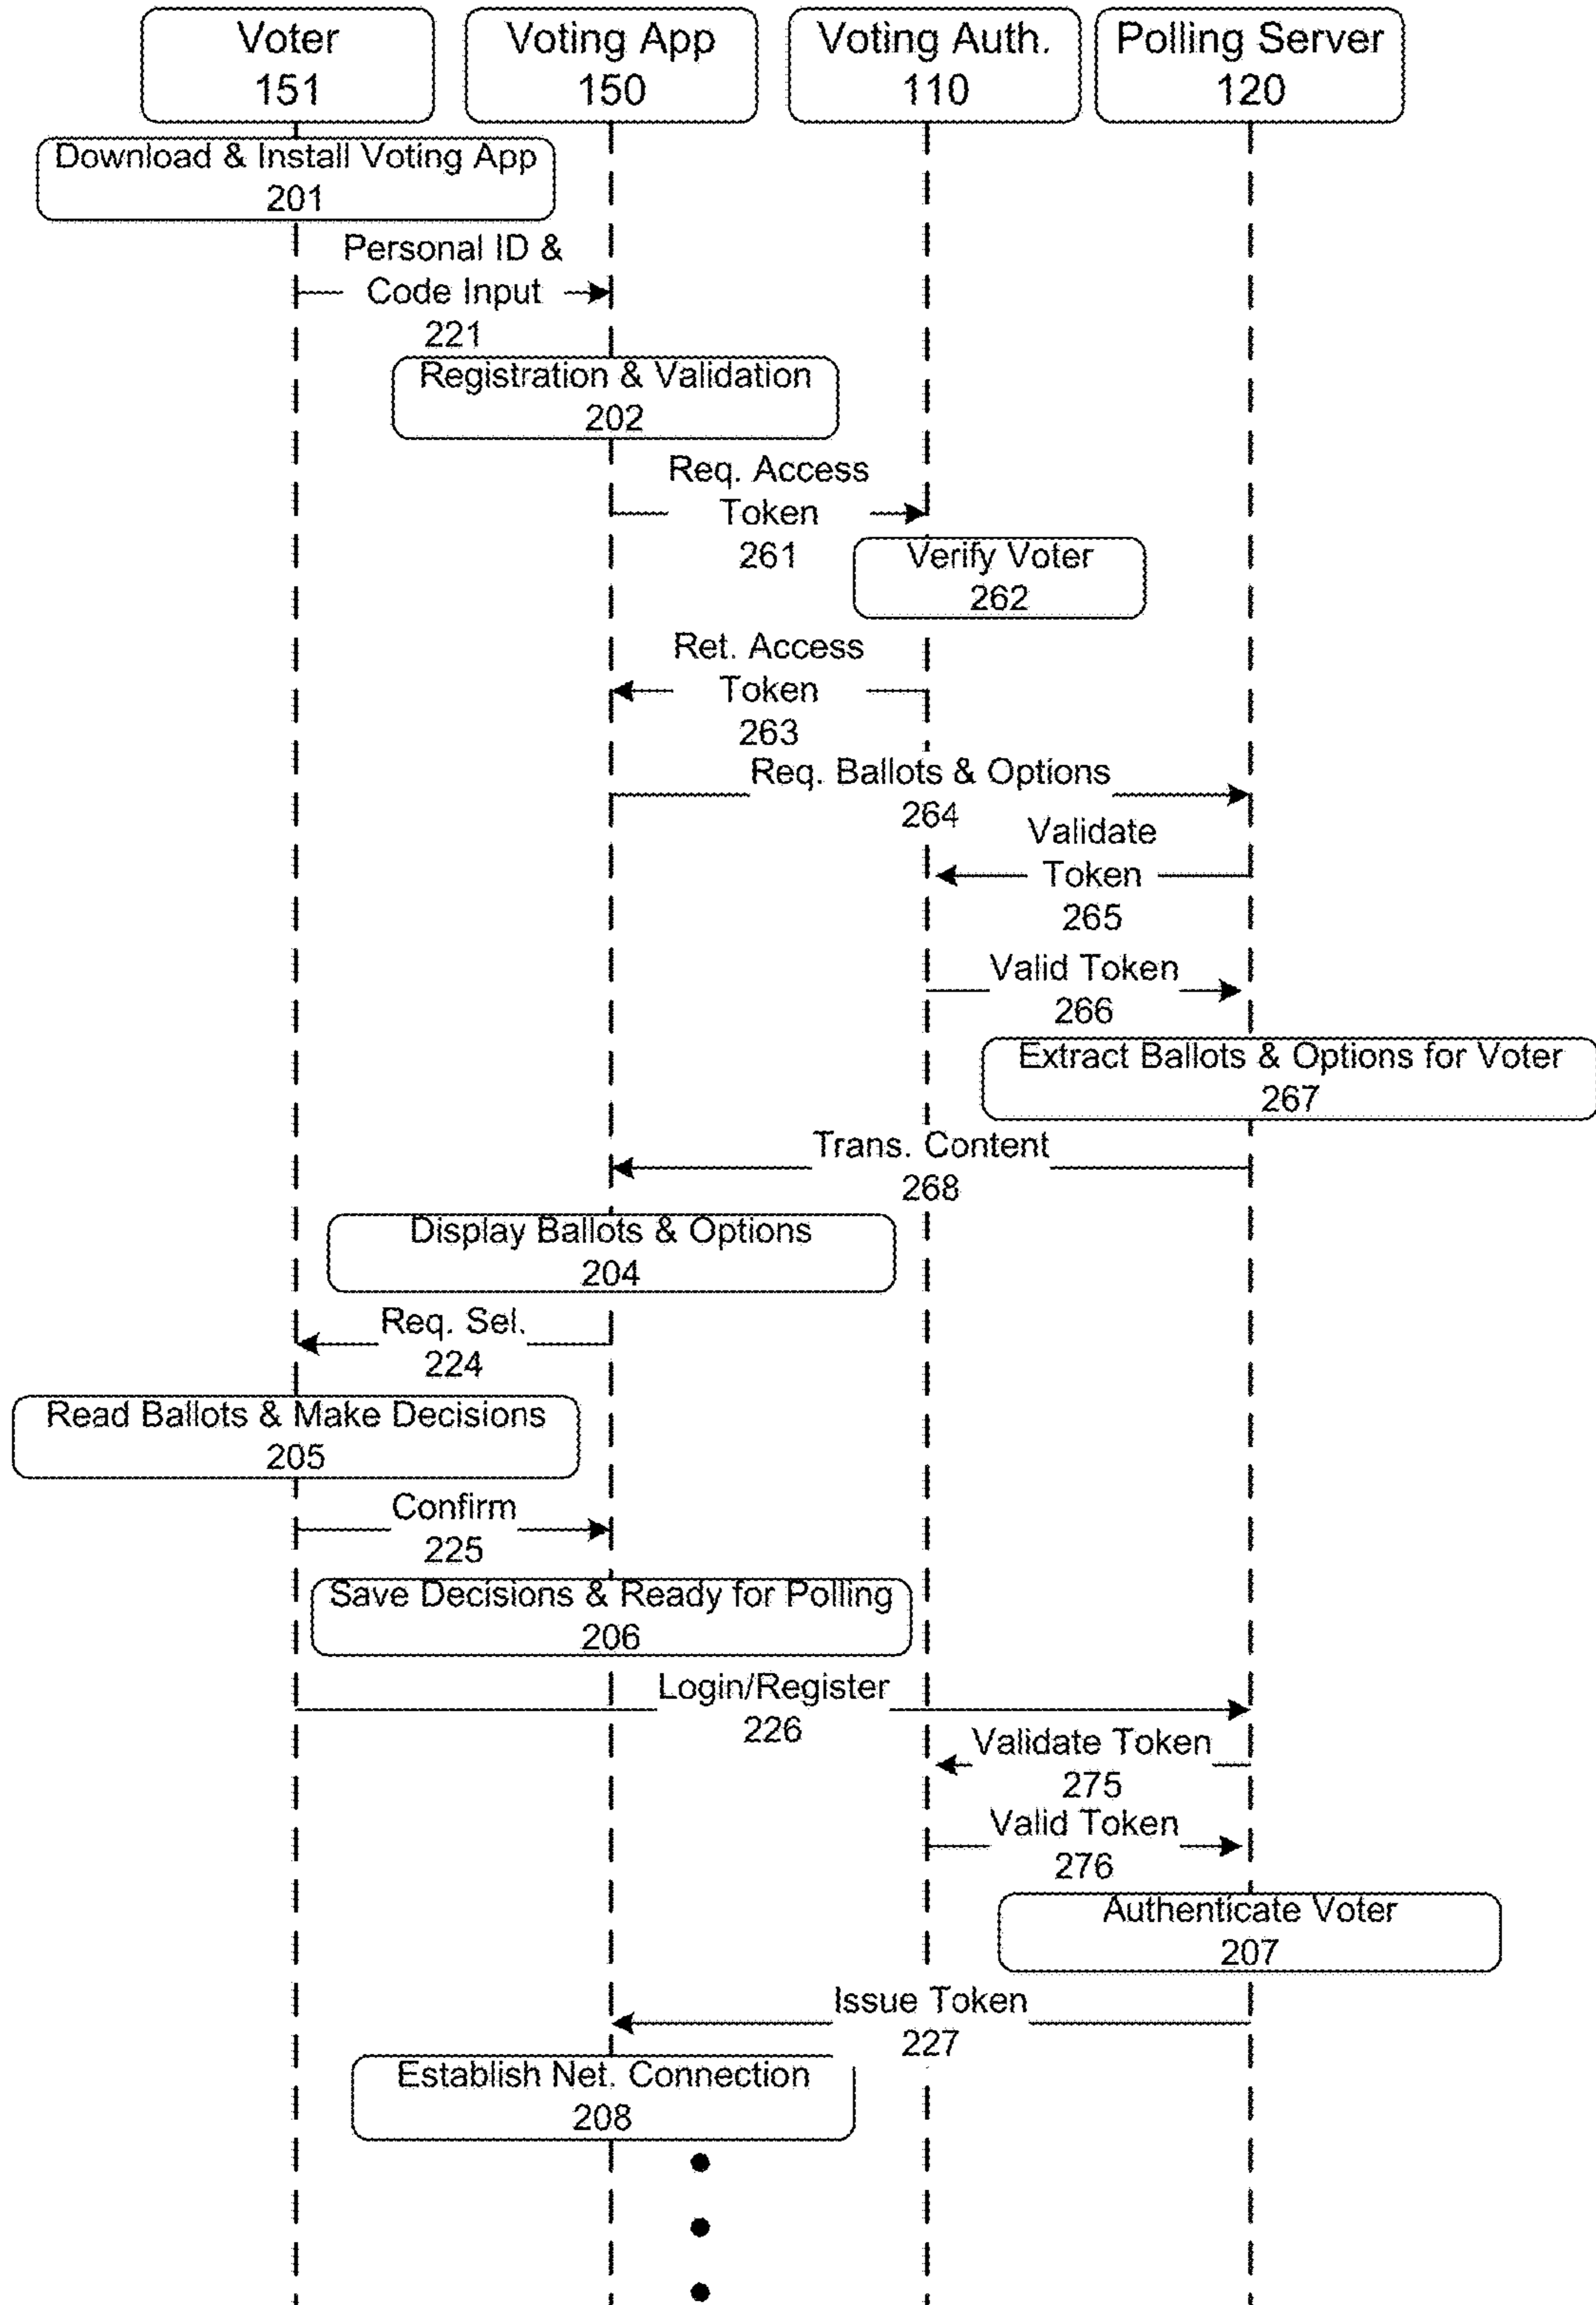 Voter
151
Voting App
150
Voting Auth.
110
Polling Server
120
Download & Install Voting App
201
Personal ID &
Code Input
221
Registration & Validation
202
Req. Access
Token
261
Verify Voter
262
Ret. Access
Token
263
Req. Ballots & Options
264
Validate
Token
265
Valid Token
266
Extract Ballots & Options for Voter
267
Trans. Content
268
Display Ballots & Options
204
Req. Sel.
224
Read Ballots & Make Decisions
205
Confirm
225
Save Decisions & Ready for Polling
206
Login/Register
226
Validate Token
275
Valid Token
276
Authenticate Voter
207
Issue Token
227
Establish Net. Connection
208